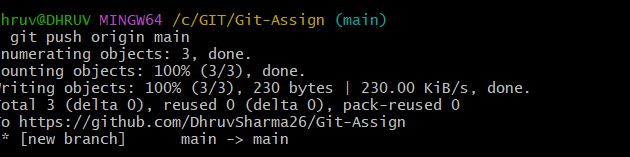 hruv@DHRUV MINGW64 /c/GIT/Git-Assign (main)
git push origin main
numerating objects: 3, done.
ounting objects: 100% (3/3), done.
riting objects: 100% (3/3), 230 bytes | 230.00 KiB/s, done.
otal 3 (delta 0), reused 0 (delta 0), pack-reused 0
o https://github.com/DhruvSharma26/Git-Assign
* [new branch]      main -> main